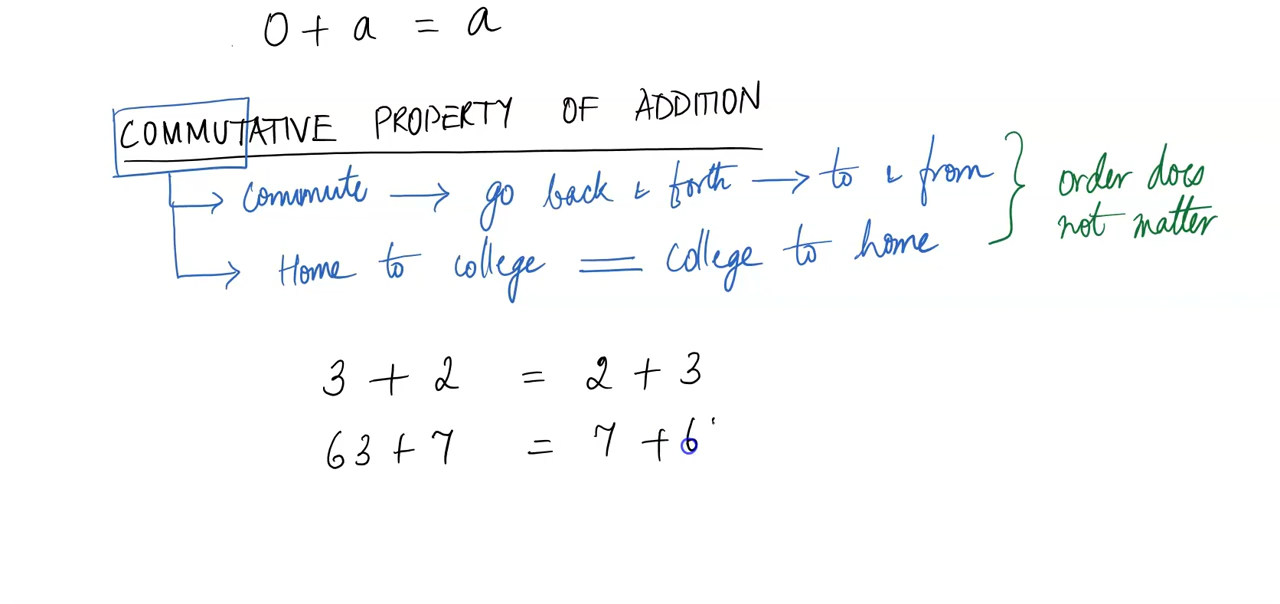 0 + a = a
COMMUTATIVE PROPERTY OF ADDITION
→ Commute → go back & forth → to & from } order does not matter
→ Home to college = college to home
3 + 2 = 2 + 3
63 + 7 = 7 + 6